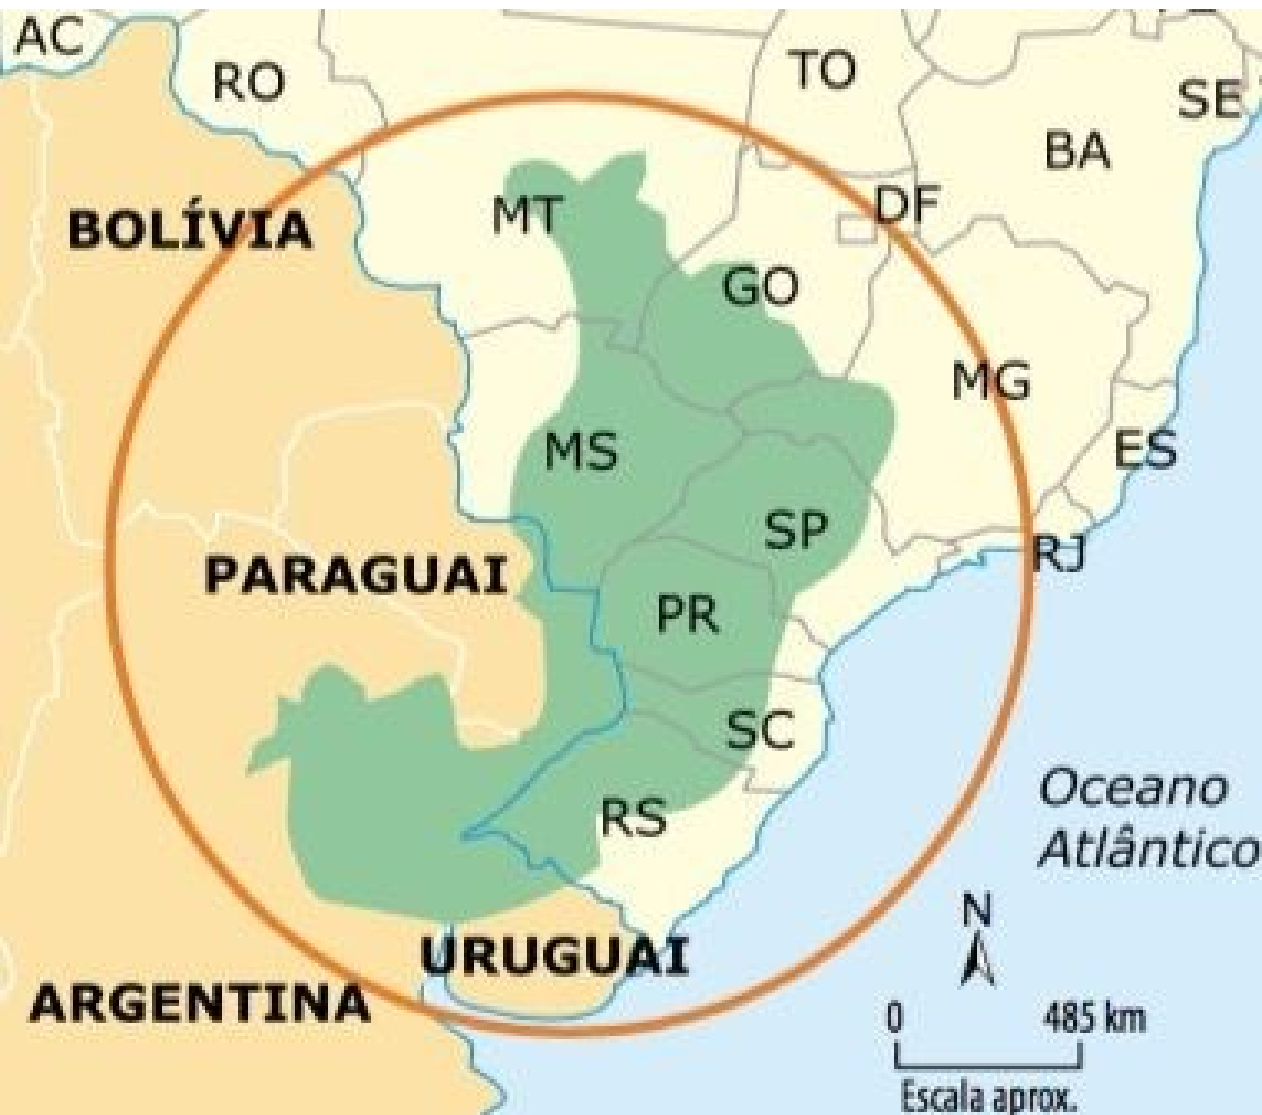 AC
RO
TO
SE
BA
DF
MT
BOLÍVIA
GO
MG
ES
MS
SP
RJ
PARAGUAI
PR
SC
Oceano
Atlântico
RS
N
URUGUAI
ARGENTINA
0 485 km
Escala aprox.